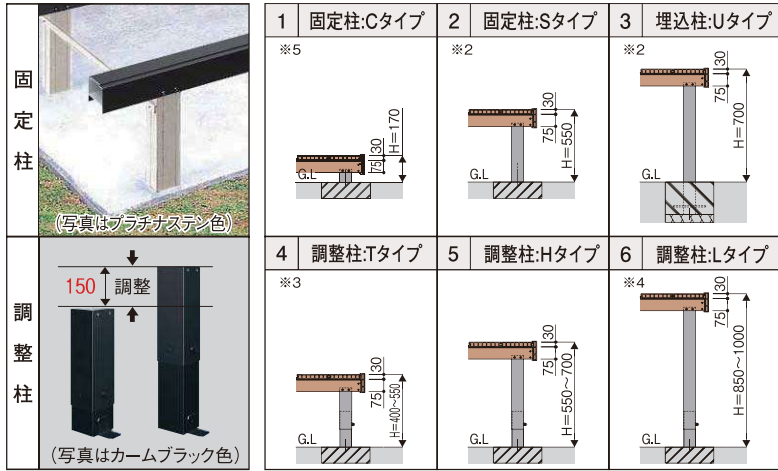 固定柱
(写真はプラチナステン色)
調整柱
150 調整
(写真はカームブラック色)
1 固定柱:Cタイプ
※5
30
75
H=170
G.L
2 固定柱:Sタイプ
※2
30
75
H=550
G.L
3 埋込柱:Uタイプ
※2
30
75
H=700
G.L
4 調整柱:Tタイプ
※3
30
75
H=400~550
G.L
5 調整柱:Hタイプ
30
75
H=550~700
G.L
6 調整柱:Lタイプ
※4
30
75
H=850~1000
G.L